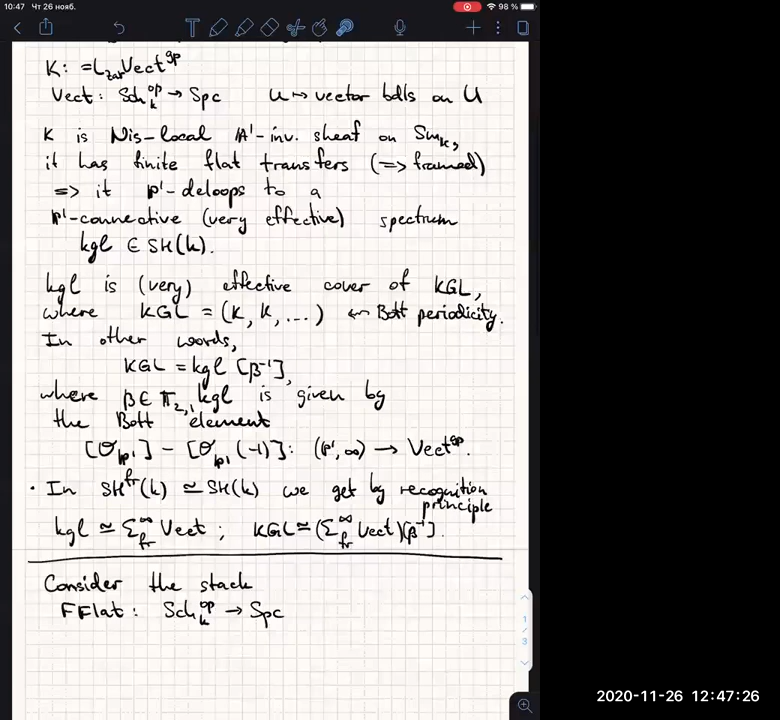 10:47 Чт 26 нояб.
98 %
K := L_Zar Vect^gp
Vect : Sch_k^op → Spc U ↦ vector bdls on U
K is Nis-local A¹-inv. sheaf on Sm_k,
it has finite flat transfers (=> framed)
=> it P¹-deloops to a
P¹-connective (very effective) spectrum
kgl ∈ SH(k).
kgl is (very) effective cover of KGL,
where KGL = (K, K, ...) ← Bott periodicity.
In other words,
KGL = kgl [β⁻¹],
where β ∈ π_{2,1} kgl is given by
the Bott element
[O_{P¹}] − [O_{P¹}(-1)] : (P¹, ∞) → Vect^gp.
• In SH^fr(k) ≃ SH(k) we get by recognition
principle
kgl ≃ Σ^∞_fr Vect ; KGL ≃ (Σ^∞_fr Vect)[β⁻¹].
Consider the stack
FFlat : Sch_k^op → Spc
1
/
3
2020-11-26 12:47:26